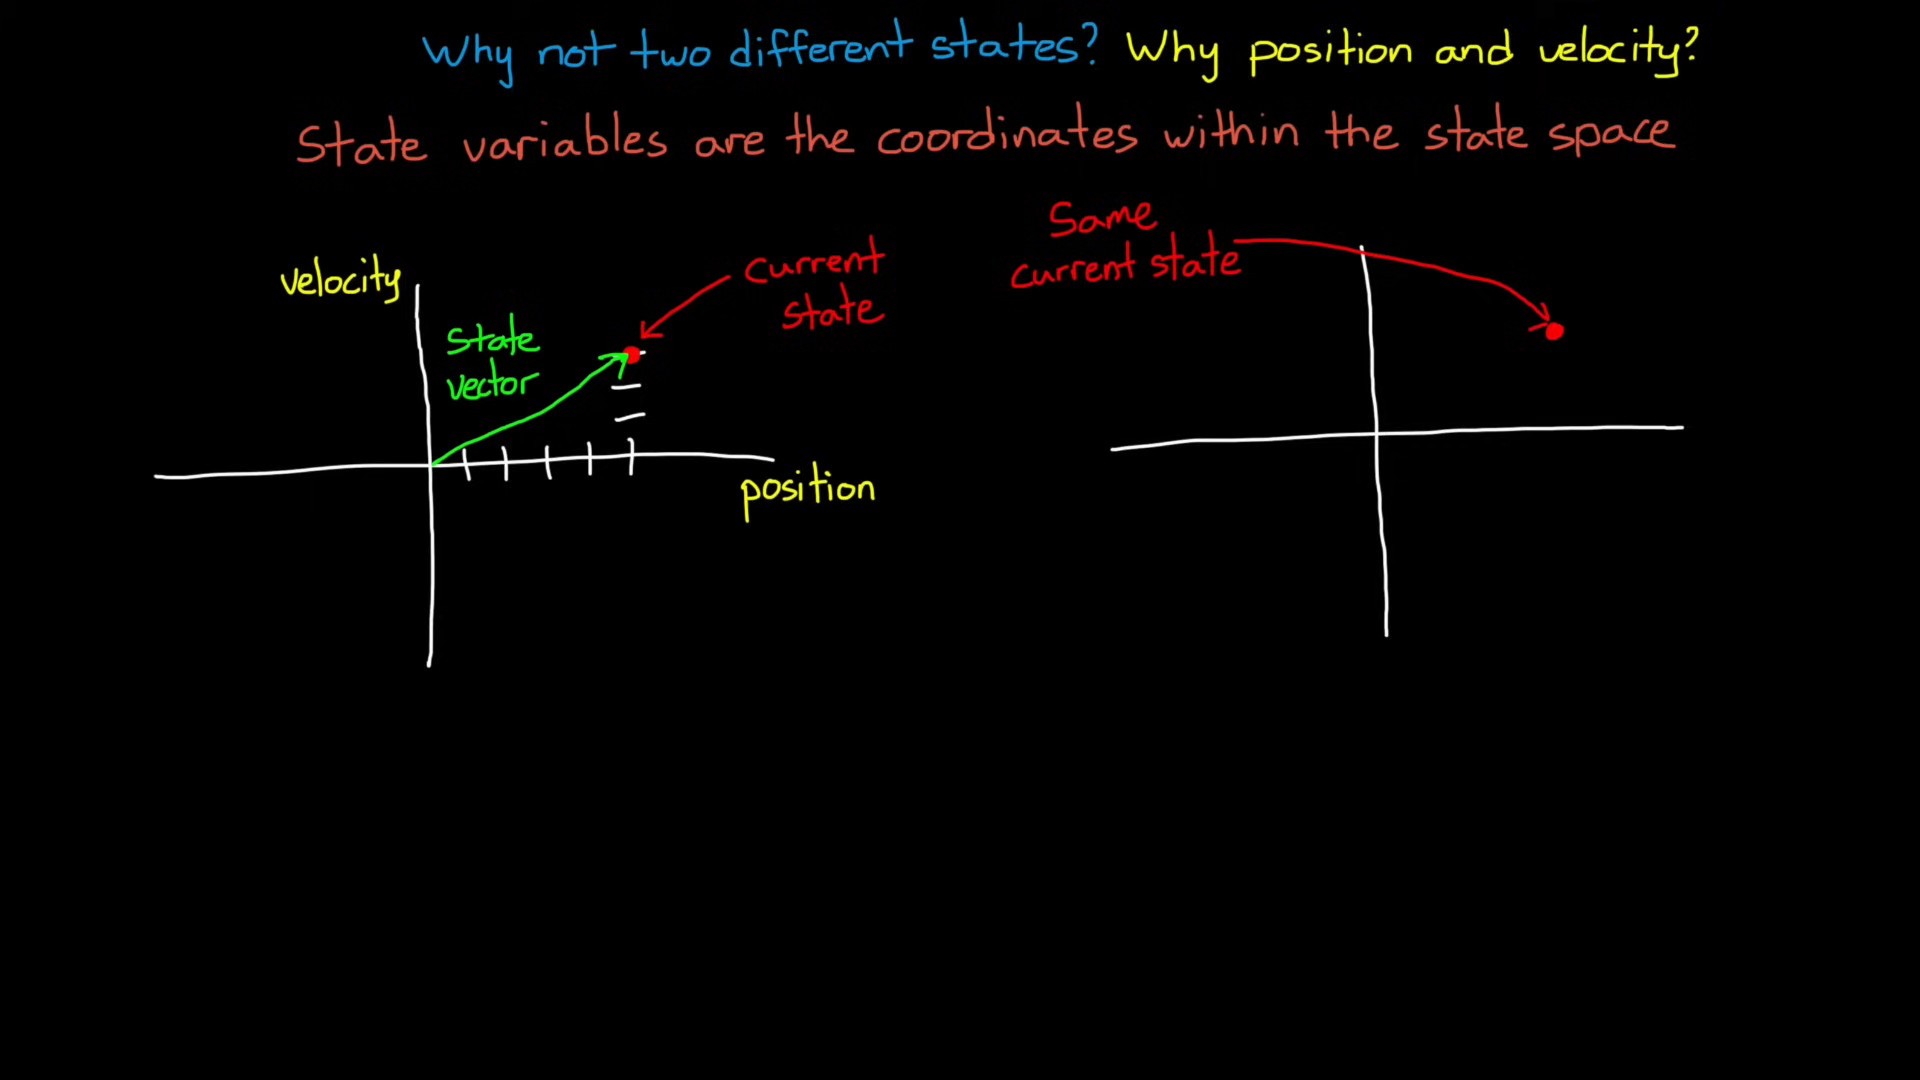 Why not two different states? Why position and velocity?
State variables are the coordinates within the state space
velocity
State
vector
current
state
position
Same
current state